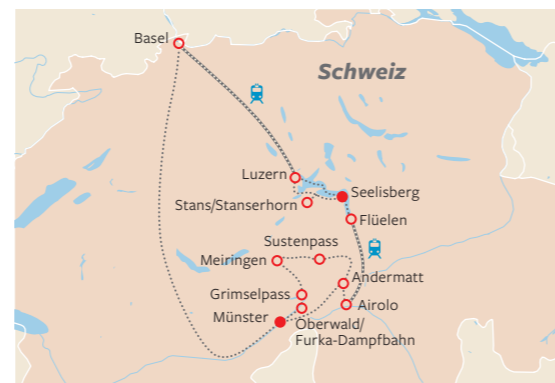 Basel
Schweiz
Luzern
Seelisberg
Stans/Stanserhorn
Flüelen
Sustenpass
Meiringen
Andermatt
Grimselpass
Airolo
Münster
Oberwald/
Furka-Dampfbahn